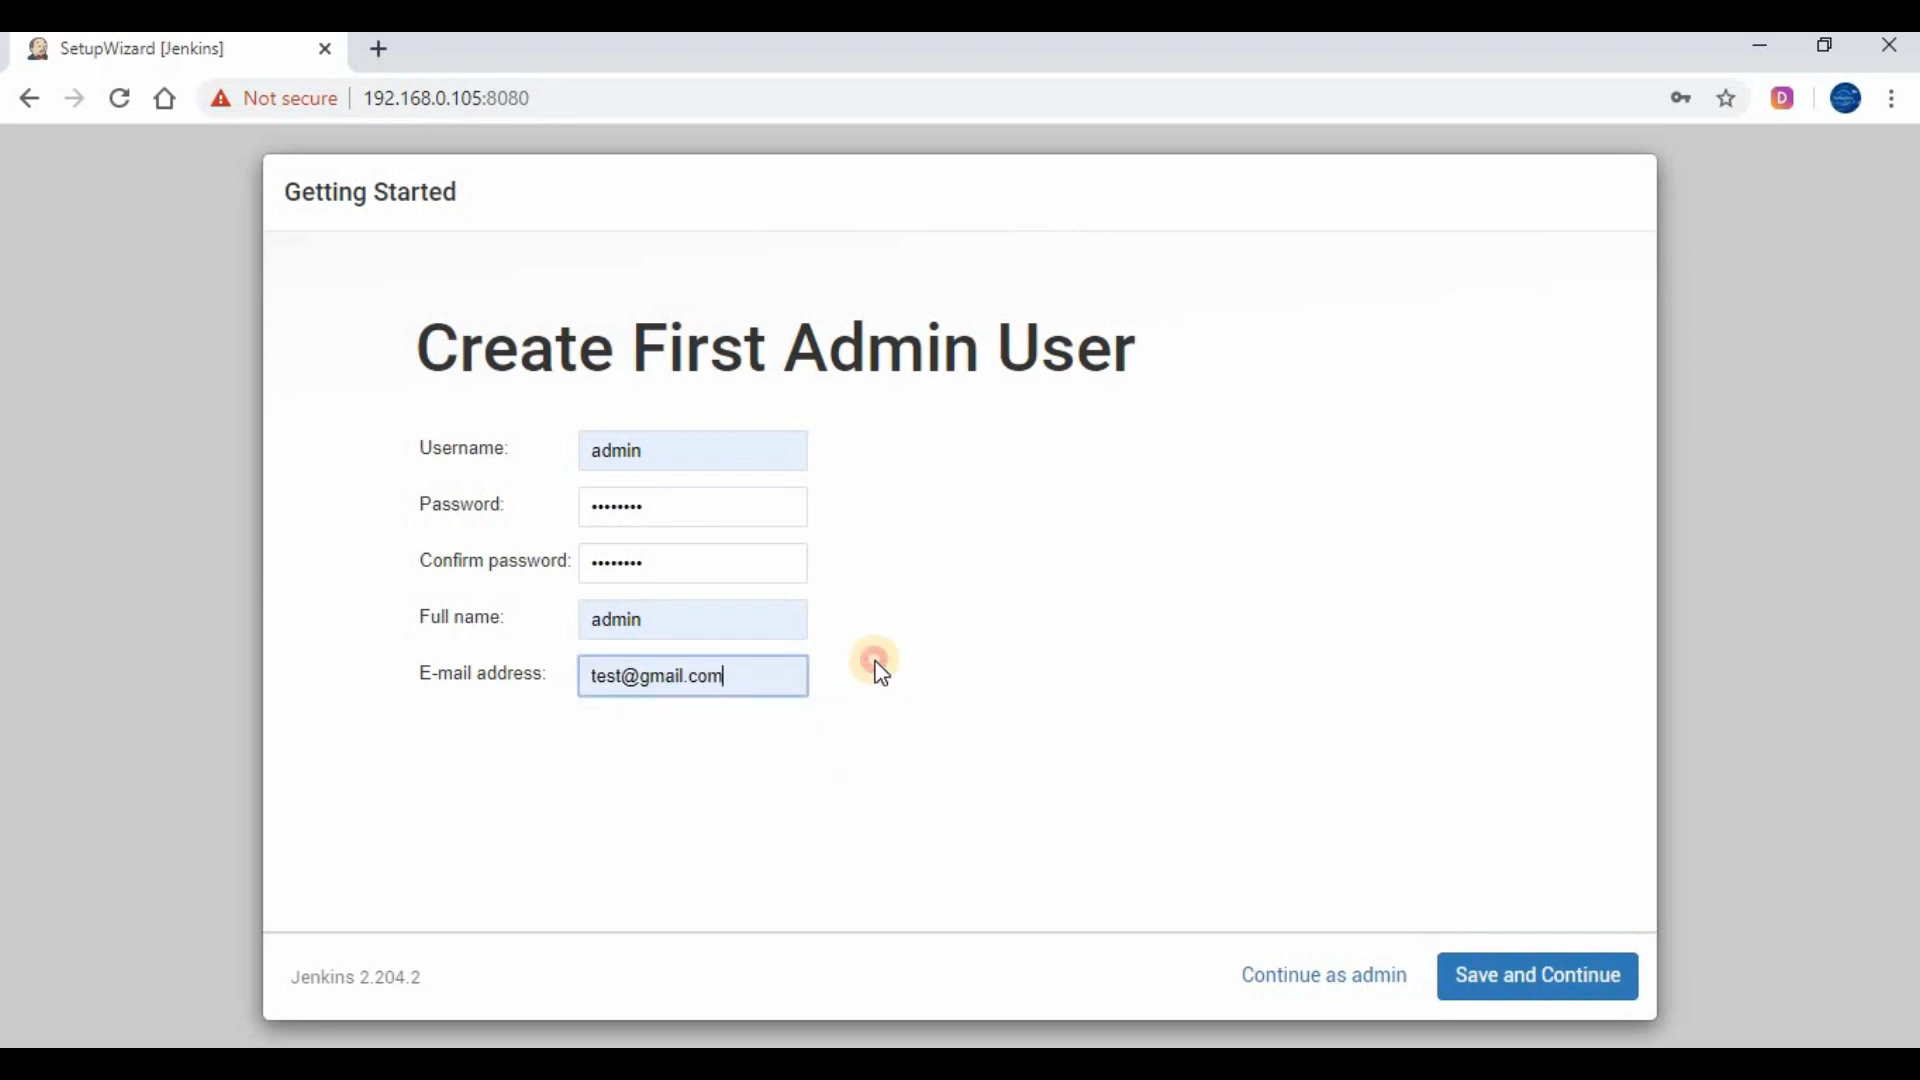 SetupWizard [Jenkins]
Not secure
192.168.0.105:8080
D
Getting Started
Create First Admin User
Username:
admin
Password:
••••••••
Confirm password:
••••••••
Full name:
admin
E-mail address:
test@gmail.com
Jenkins 2.204.2
Continue as admin
Save and Continue